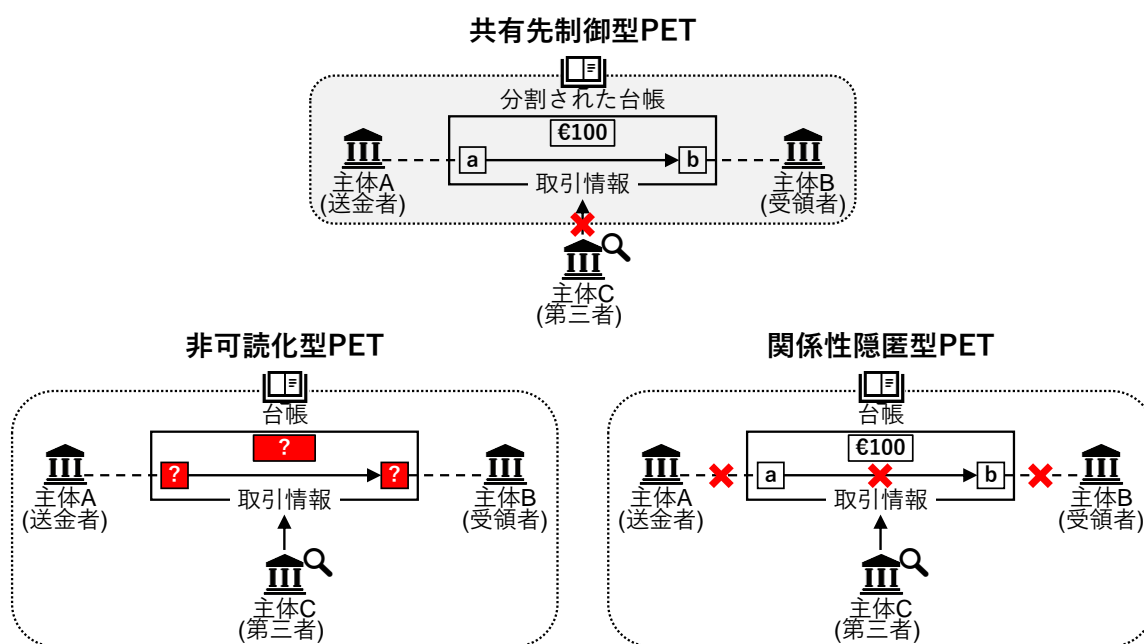 共有先制御型PET
分割された台帳
€100
a
b
主体A
(送金者)
取引情報
主体B
(受領者)
主体C
(第三者)
非可読化型PET
台帳
?
?
?
主体A
(送金者)
取引情報
主体B
(受領者)
主体C
(第三者)
関係性隠匿型PET
台帳
€100
a
b
主体A
(送金者)
取引情報
主体B
(受領者)
主体C
(第三者)